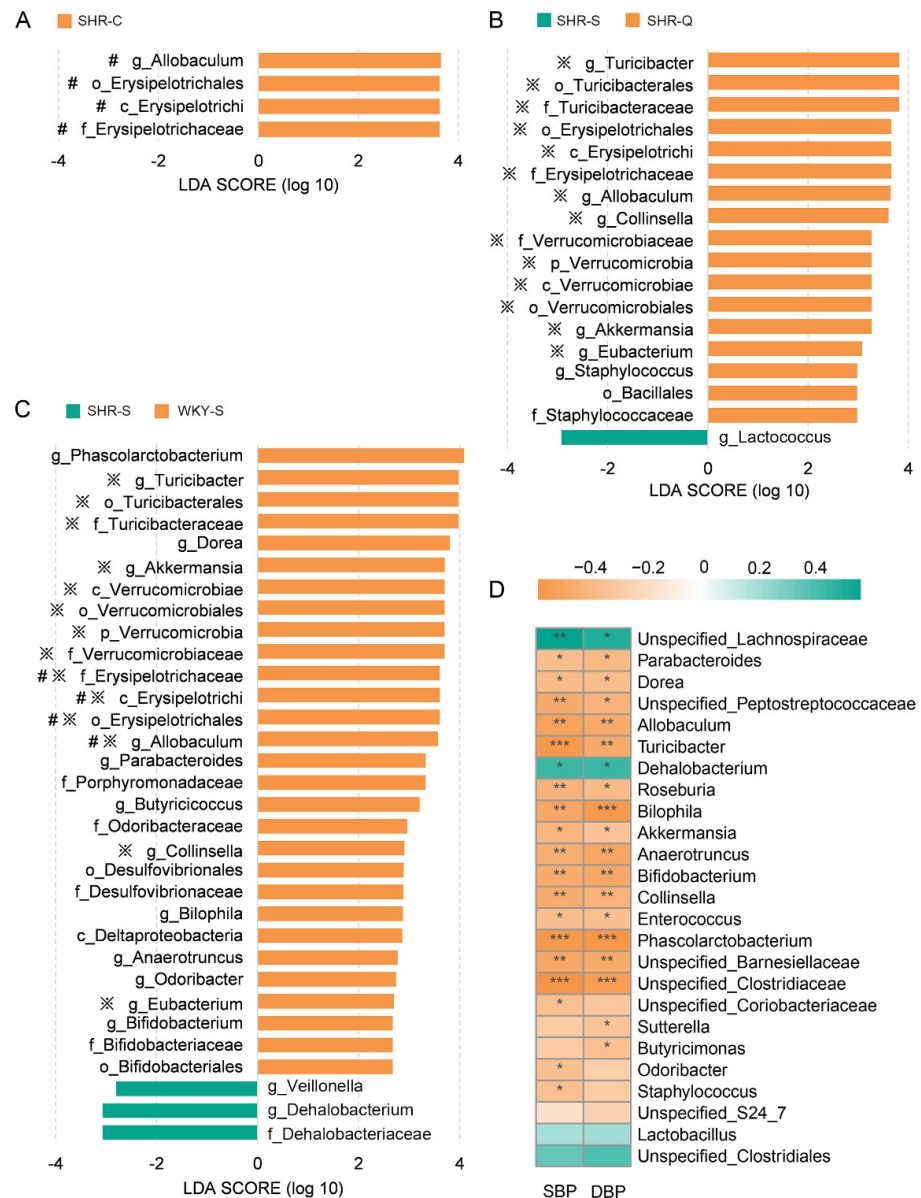 A
SHR-C
# g_Allobaculum
# o_Erysipelotrichales
# c_Erysipelotrichi
# f_Erysipelotrichaceae
-4 -2 0 2 4
LDA SCORE (log 10)
B
SHR-S SHR-Q
※ g_Turicibacter
※ o_Turicibacterales
※ f_Turicibacteraceae
※ o_Erysipelotrichales
※ c_Erysipelotrichi
※ f_Erysipelotrichaceae
※ g_Allobaculum
※ g_Collinsella
※ f_Verrucomicrobiaceae
※ p_Verrucomicrobia
※ c_Verrucomicrobiae
※ o_Verrucomicrobiales
※ g_Akkermansia
※ g_Eubacterium
g_Staphylococcus
o_Bacillales
f_Staphylococcaceae
g_Lactococcus
-4 -2 0 2 4
LDA SCORE (log 10)
C
SHR-S WKY-S
g_Phascolarctobacterium
※ g_Turicibacter
※ o_Turicibacterales
※ f_Turicibacteraceae
g_Dorea
※ g_Akkermansia
※ c_Verrucomicrobiae
※ o_Verrucomicrobiales
※ p_Verrucomicrobia
※ f_Verrucomicrobiaceae
# ※ f_Erysipelotrichaceae
# ※ c_Erysipelotrichi
# ※ o_Erysipelotrichales
# ※ g_Allobaculum
g_Parabacteroides
f_Porphyromonadaceae
g_Butyricicoccus
f_Odoribacteraceae
※ g_Collinsella
o_Desulfovibrionales
f_Desulfovibrionaceae
g_Bilophila
c_Deltaproteobacteria
g_Anaerotruncus
g_Odoribacter
※ g_Eubacterium
g_Bifidobacterium
f_Bifidobacteriaceae
o_Bifidobacteriales
g_Veillonella
g_Dehalobacterium
f_Dehalobacteriaceae
-4 -2 0 2 4
LDA SCORE (log 10)
D
−0.4 −0.2 0 0.2 0.4
** * Unspecified_Lachnospiraceae
* * Parabacteroides
* * Dorea
** * Unspecified_Peptostreptococcaceae
** ** Allobaculum
*** ** Turicibacter
* * Dehalobacterium
** * Roseburia
** *** Bilophila
* * Akkermansia
** ** Anaerotruncus
** ** Bifidobacterium
** ** Collinsella
* * Enterococcus
*** *** Phascolarctobacterium
** ** Unspecified_Barnesiellaceae
*** *** Unspecified_Clostridiaceae
* Unspecified_Coriobacteriaceae
* Sutterella
* Butyricimonas
* Odoribacter
* Staphylococcus
Unspecified_S24_7
Lactobacillus
Unspecified_Clostridiales
SBP DBP